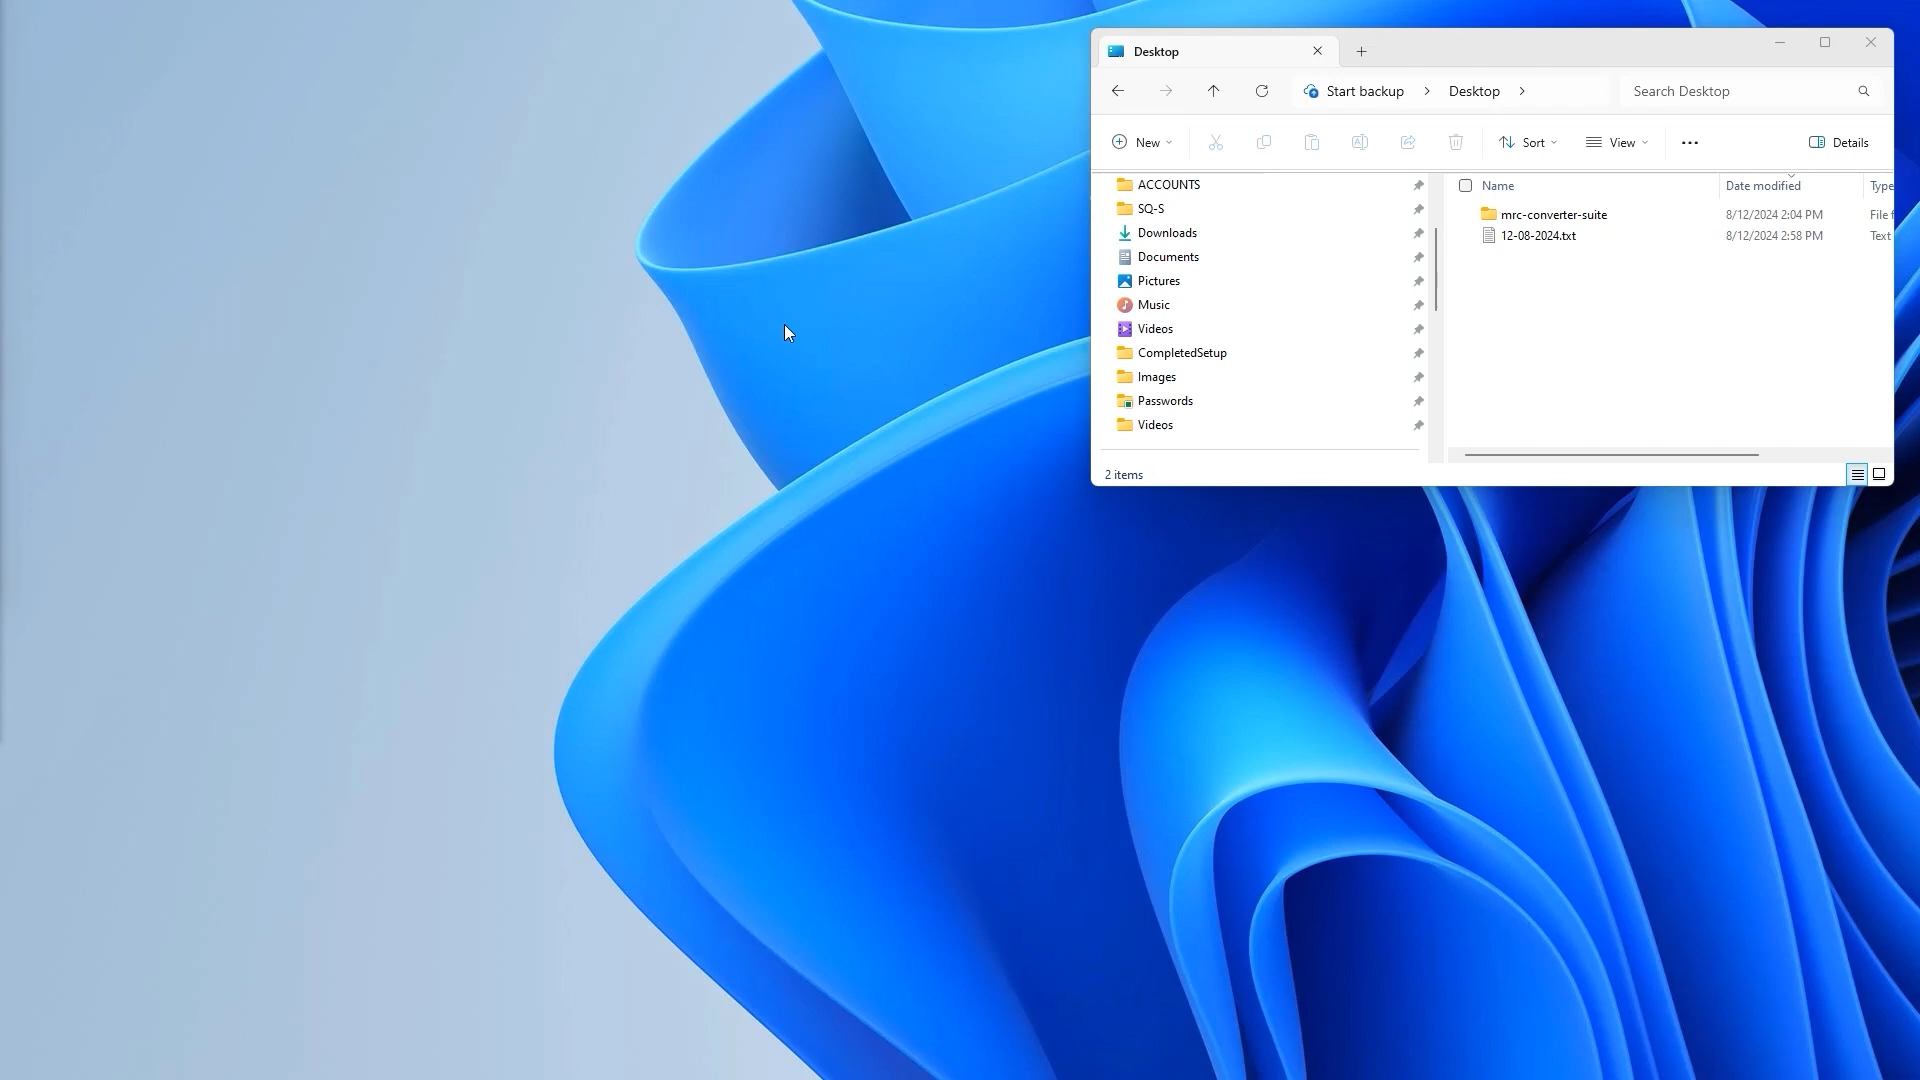 Desktop
Start backup > Desktop >
Search Desktop
New
Sort
View
Details
ACCOUNTS
SQ-S
Downloads
Documents
Pictures
Music
Videos
CompletedSetup
Images
Passwords
Videos
Name Date modified Type
mrc-converter-suite 8/12/2024 2:04 PM File f
12-08-2024.txt 8/12/2024 2:58 PM Text
2 items